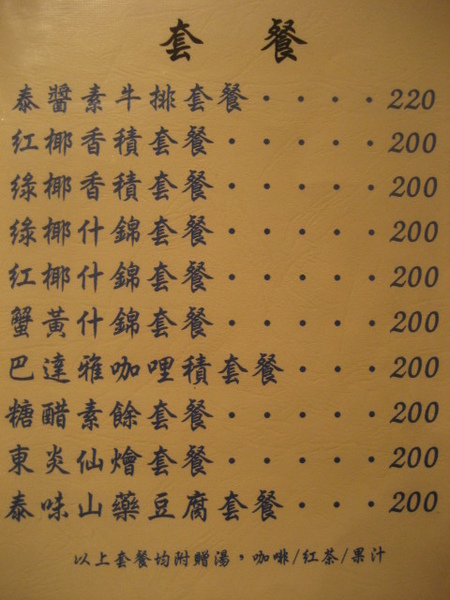 套餐
泰醬素牛排套餐・・・・220
紅椰香積套餐・・・・・200
綠椰香積套餐・・・・・200
綠椰什錦套餐・・・・・200
紅椰什錦套餐・・・・・200
蟹黃什錦套餐・・・・・200
巴達雅咖哩積套餐・・・200
糖醋素餘套餐・・・・・200
東炎仙燴套餐・・・・・200
泰味山藥豆腐套餐・・・200
以上套餐均附贈湯，咖啡/紅茶/果汁